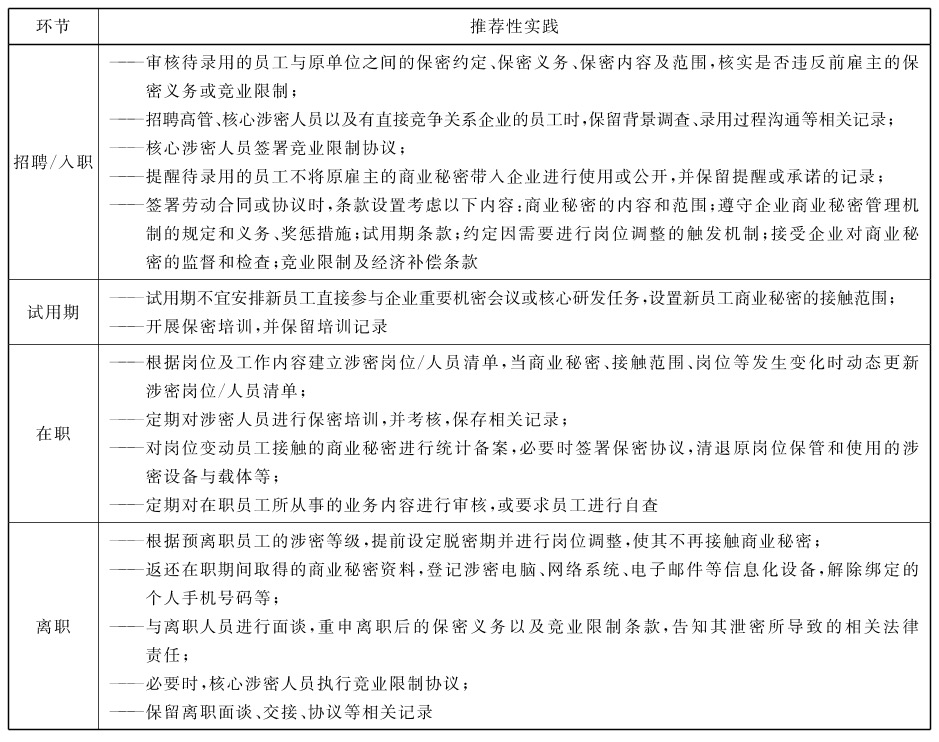 环节 推荐性实践
——审核待录用的员工与原单位之间的保密约定、保密义务、保密内容及范围,核实是否违反前雇主的保
密义务或竞业限制;
——招聘高管、核心涉密人员以及有直接竞争关系企业的员工时,保留背景调查、录用过程沟通等相关记录;
——核心涉密人员签署竞业限制协议;
招聘/入职
——提醒待录用的员工不将原雇主的商业秘密带入企业进行使用或公开,并保留提醒或承诺的记录;
——签署劳动合同或协议时,条款设置考虑以下内容:商业秘密的内容和范围;遵守企业商业秘密管理机
制的规定和义务、奖惩措施;试用期条款;约定因需要进行岗位调整的触发机制;接受企业对商业秘
密的监督和检查;竞业限制及经济补偿条款
试用期
——试用期不宜安排新员工直接参与企业重要机密会议或核心研发任务,设置新员工商业秘密的接触范围;
——开展保密培训,并保留培训记录
——根据岗位及工作内容建立涉密岗位/人员清单,当商业秘密、接触范围、岗位等发生变化时动态更新
涉密岗位/人员清单;
——定期对涉密人员进行保密培训,并考核,保存相关记录;
在职
——对岗位变动员工接触的商业秘密进行统计备案,必要时签署保密协议,清退原岗位保管和使用的涉
密设备与载体等;
——定期对在职员工所从事的业务内容进行审核,或要求员工进行自查
——根据预离职员工的涉密等级,提前设定脱密期并进行岗位调整,使其不再接触商业秘密;
——返还在职期间取得的商业秘密资料,登记涉密电脑、网络系统、电子邮件等信息化设备,解除绑定的
个人手机号码等;
离职
——与离职人员进行面谈,重申离职后的保密义务以及竞业限制条款,告知其泄密所导致的相关法律
责任;
——必要时,核心涉密人员执行竞业限制协议;
——保留离职面谈、交接、协议等相关记录